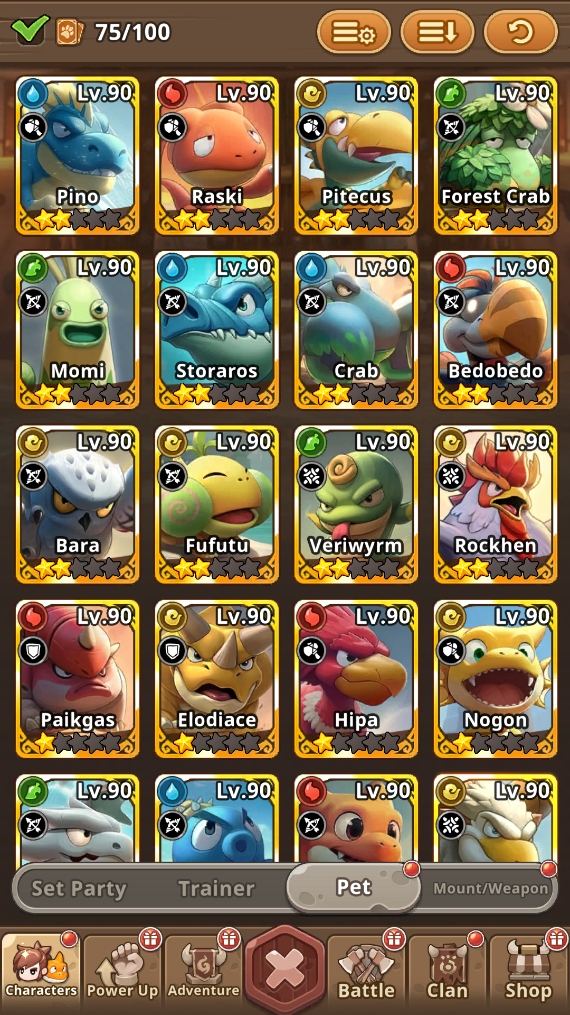 75/100
Lv.90 Lv.90 Lv.90 Lv.90
Pino Raski Pitecus Forest Crab
Lv.90 Lv.90 Lv.90 Lv.90
Momi Storaros Crab Bedobedo
Lv.90 Lv.90 Lv.90 Lv.90
Bara Fufutu Veriwyrm Rockhen
Lv.90 Lv.90 Lv.90 Lv.90
Paikgas Elodiace Hipa Nogon
Lv.90 Lv.90 Lv.90 Lv.90
Set Party Trainer Pet Mount/Weapon
Characters Power Up Adventure Battle Clan Shop